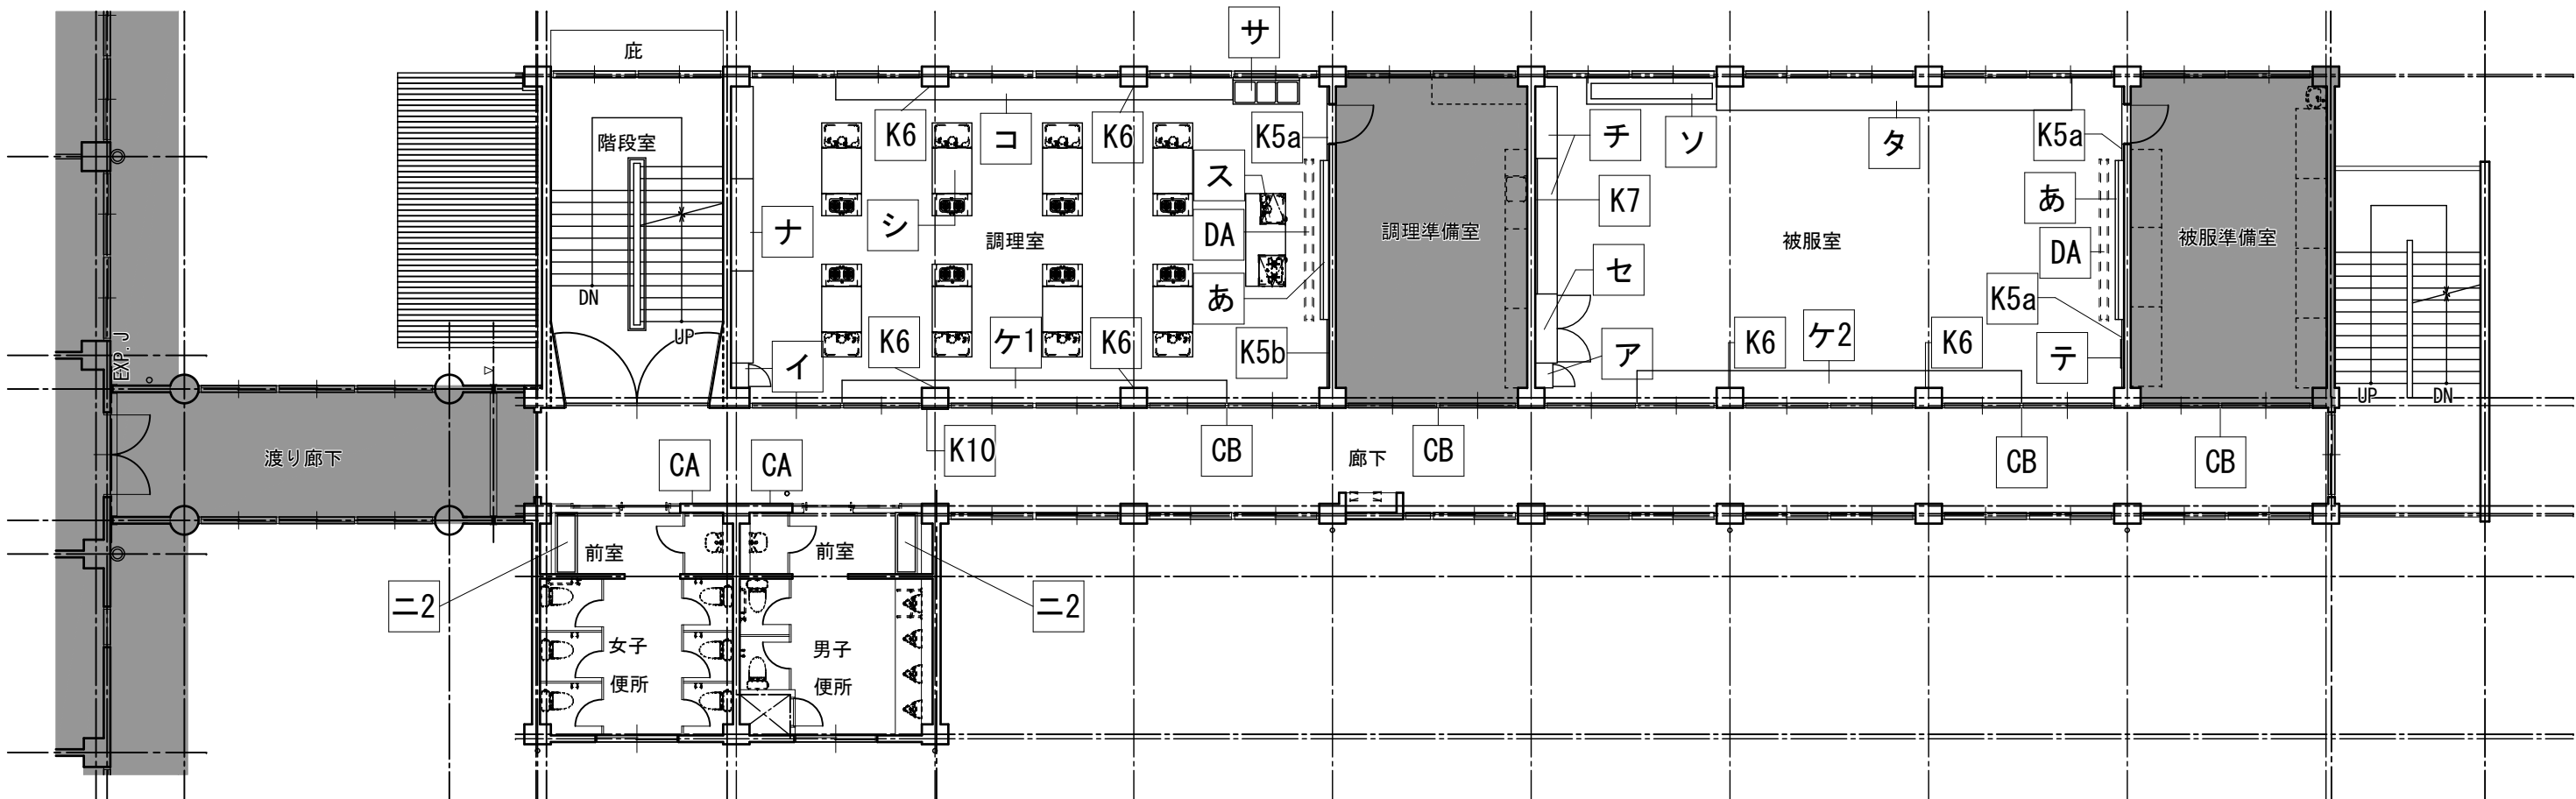 庇
サ
階段室
K6
コ
K6
K5a
チ
ソ
タ
K5a
ス
ナ
シ
調理室
DA
調理準備室
K7
被服室
あ
被服準備室
DA
DN
あ
セ
K5a
UP
EXP.J
イ
K6
ケ1
K6
K5b
ア
K6
ケ2
K6
テ
UP
DN
渡り廊下
CA
CA
K10
CB
廊下
CB
CB
CB
前室
前室
ニ2
ニ2
女子
便所
男子
便所